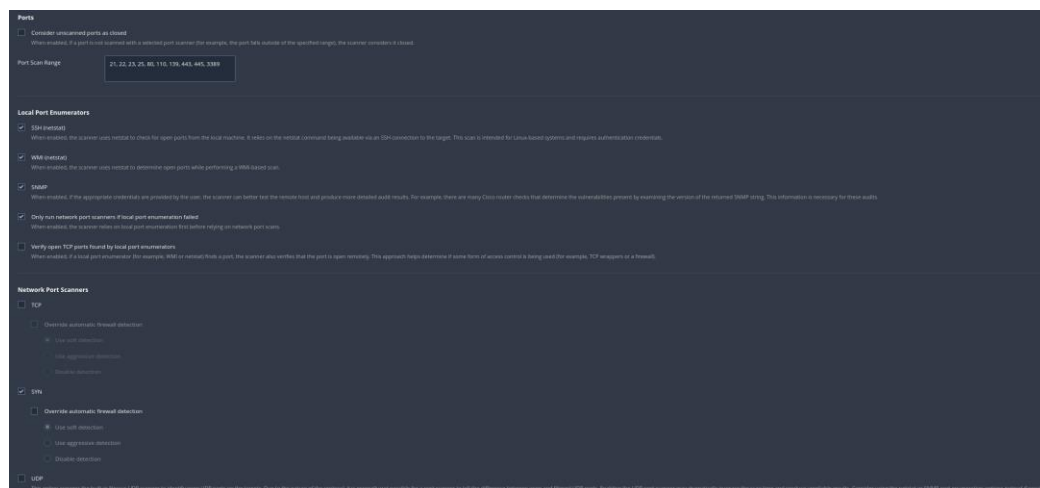 Ports
Consider unscanned ports as closed
When enabled, if a port is not scanned with a selected port scanner (for example, the port falls outside of the specified range), the scanner considers it closed.
Port Scan Range
21, 22, 23, 25, 80, 110, 139, 443, 445, 3389
Local Port Enumerators
SSH (netstat)
When enabled, the scanner uses netstat to check for open ports from the local machine. It relies on the netstat command being available via an SSH connection to the target. This scan is intended for Linux-based systems and requires authentication credentials.
WMI (netstat)
When enabled, the scanner uses netstat to determine open ports while performing a WMI-based scan.
SNMP
When enabled, if the appropriate credentials are provided by the user, the scanner can better test the remote host and produce more detailed audit results. For example, there are many Cisco router checks that determine the vulnerabilities present by examining the version of the returned SNMP string. This information is necessary for these audits.
Only run network port scanners if local port enumeration failed
When enabled, the scanner relies on local port enumeration first before relying on network port scans.
Verify open TCP ports found by local port enumerators
When enabled, if a local port enumerator (for example, WMI or netstat) finds a port, the scanner also verifies that the port is open remotely. This approach helps determine if some form of access control is being used (for example, TCP wrappers or a firewall).
Network Port Scanners
TCP
Override automatic firewall detection
Use soft detection
Use aggressive detection
Disable detection
SYN
Override automatic firewall detection
Use soft detection
Use aggressive detection
Disable detection
UDP